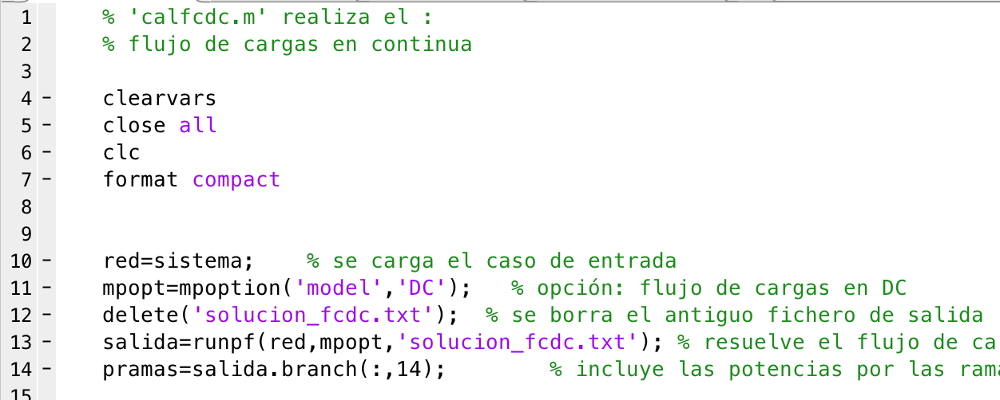 1 % 'calfcdc.m' realiza el :
2 % flujo de cargas en continua
3
4 - clearvars
5 - close all
6 - clc
7 - format compact
8
9
10 - red=sistema; % se carga el caso de entrada
11 - mpopt=mpoption('model','DC'); % opción: flujo de cargas en DC
12 - delete('solucion_fcdc.txt'); % se borra el antiguo fichero de salida
13 - salida=runpf(red,mpopt,'solucion_fcdc.txt'); % resuelve el flujo de ca
14 - pramas=salida.branch(:,14); % incluye las potencias por las rama
15